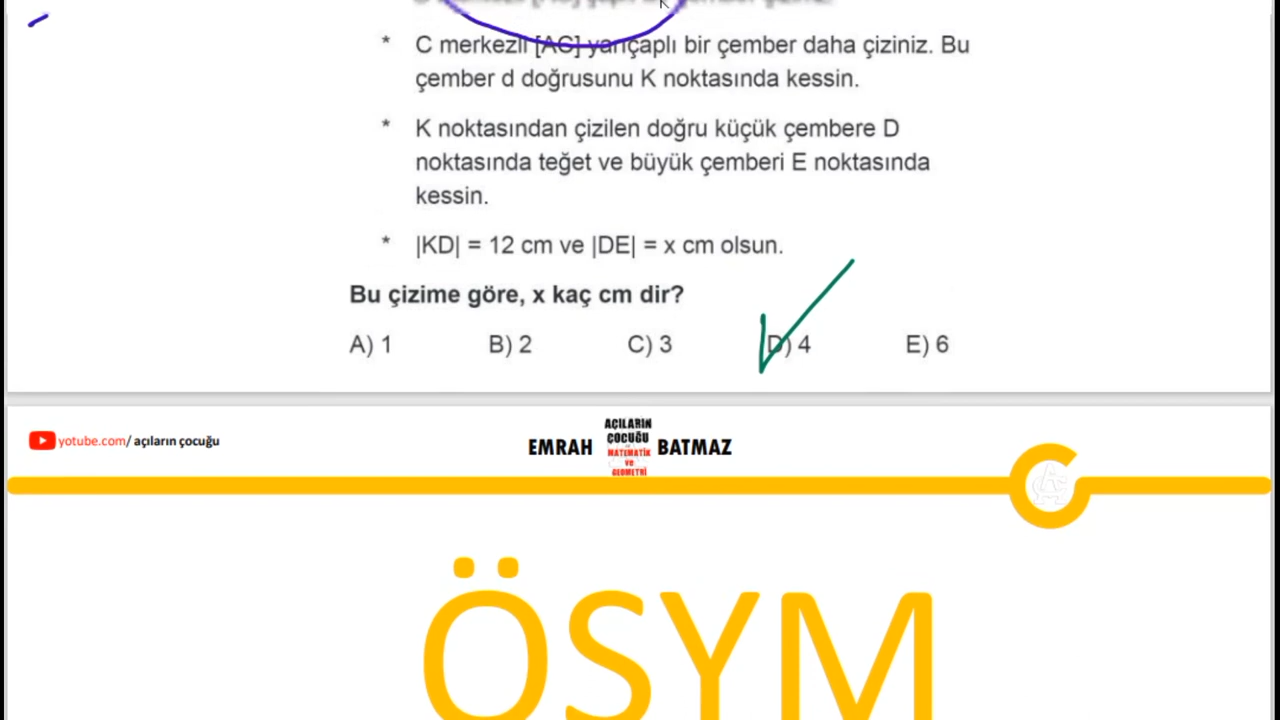 * C merkezli [AC] yarıçaplı bir çember daha çiziniz. Bu
çember d doğrusunu K noktasında kessin.
* K noktasından çizilen doğru küçük çembere D
noktasında teğet ve büyük çemberi E noktasında
kessin.
* |KD| = 12 cm ve |DE| = x cm olsun.
Bu çizime göre, x kaç cm dir?
A) 1 B) 2 C) 3 D) 4 E) 6
yotube.com/ açıların çocuğu
EMRAH AÇILARIN ÇOCUĞU MATEMATİK ve GEOMETRİ BATMAZ
ÖSYM